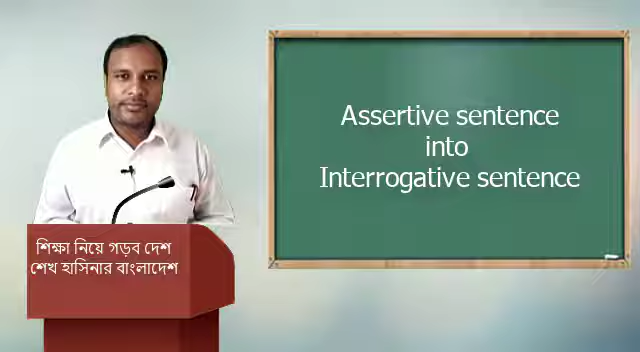 Assertive sentence
into
Interrogative sentence
শিক্ষা নিয়ে গড়ব দেশ
শেখ হাসিনার বাংলাদেশ